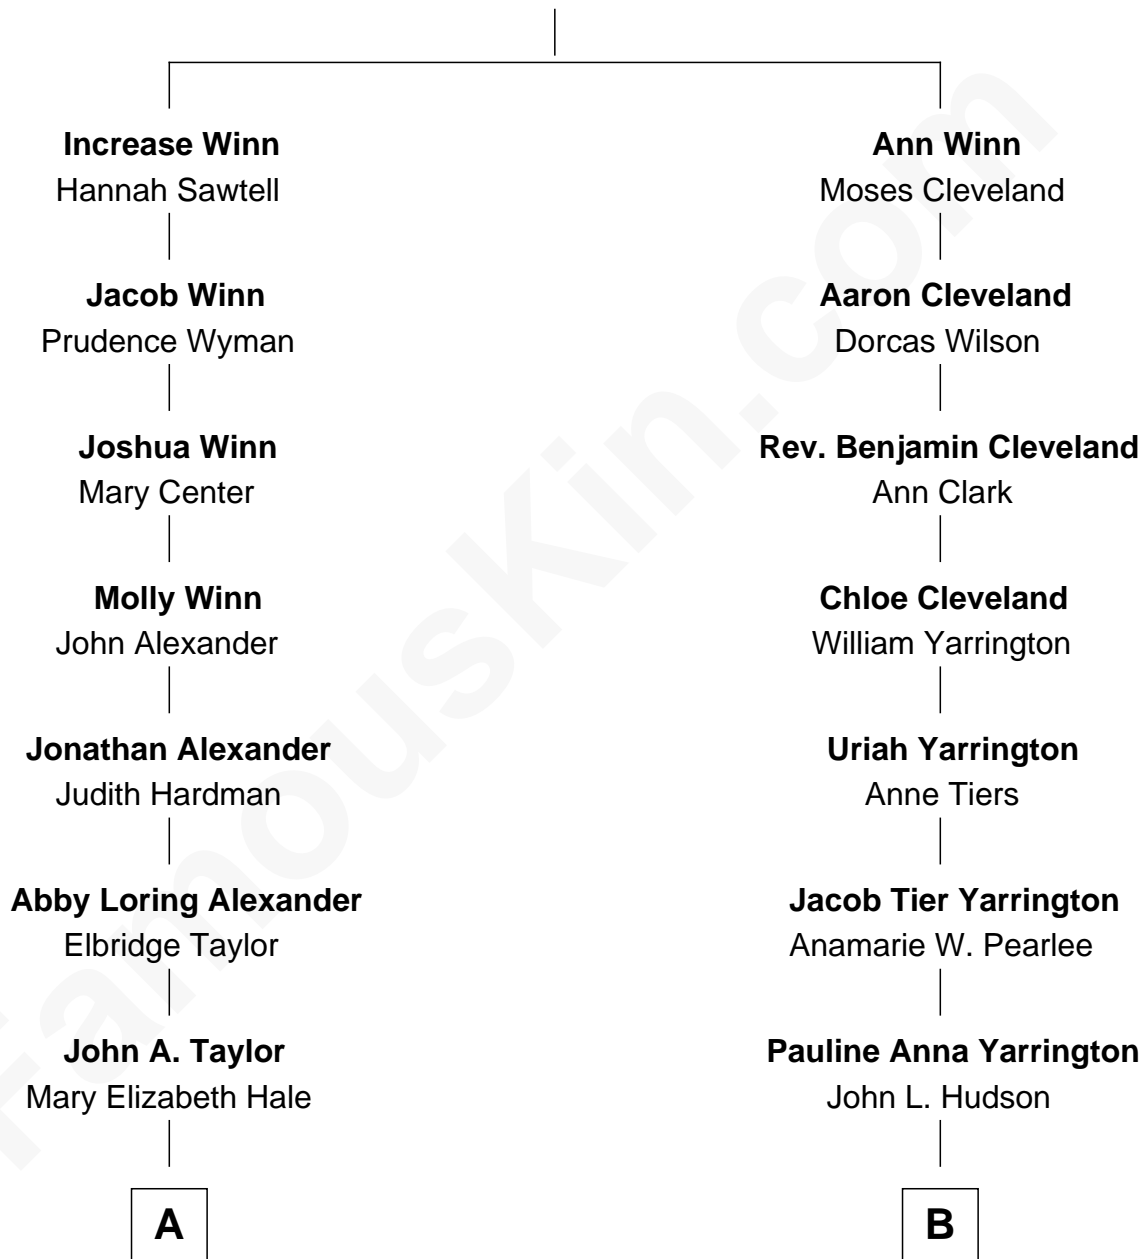 Increase Winn
Hannah Sawtell
Ann Winn
Moses Cleveland
Jacob Winn
Prudence Wyman
Aaron Cleveland
Dorcas Wilson
Joshua Winn
Mary Center
Rev. Benjamin Cleveland
Ann Clark
Molly Winn
John Alexander
Chloe Cleveland
William Yarrington
Jonathan Alexander
Judith Hardman
Uriah Yarrington
Anne Tiers
Abby Loring Alexander
Elbridge Taylor
Jacob Tier Yarrington
Anamarie W. Pearlee
John A. Taylor
Mary Elizabeth Hale
Pauline Anna Yarrington
John L. Hudson
A
B
FamousKin.com